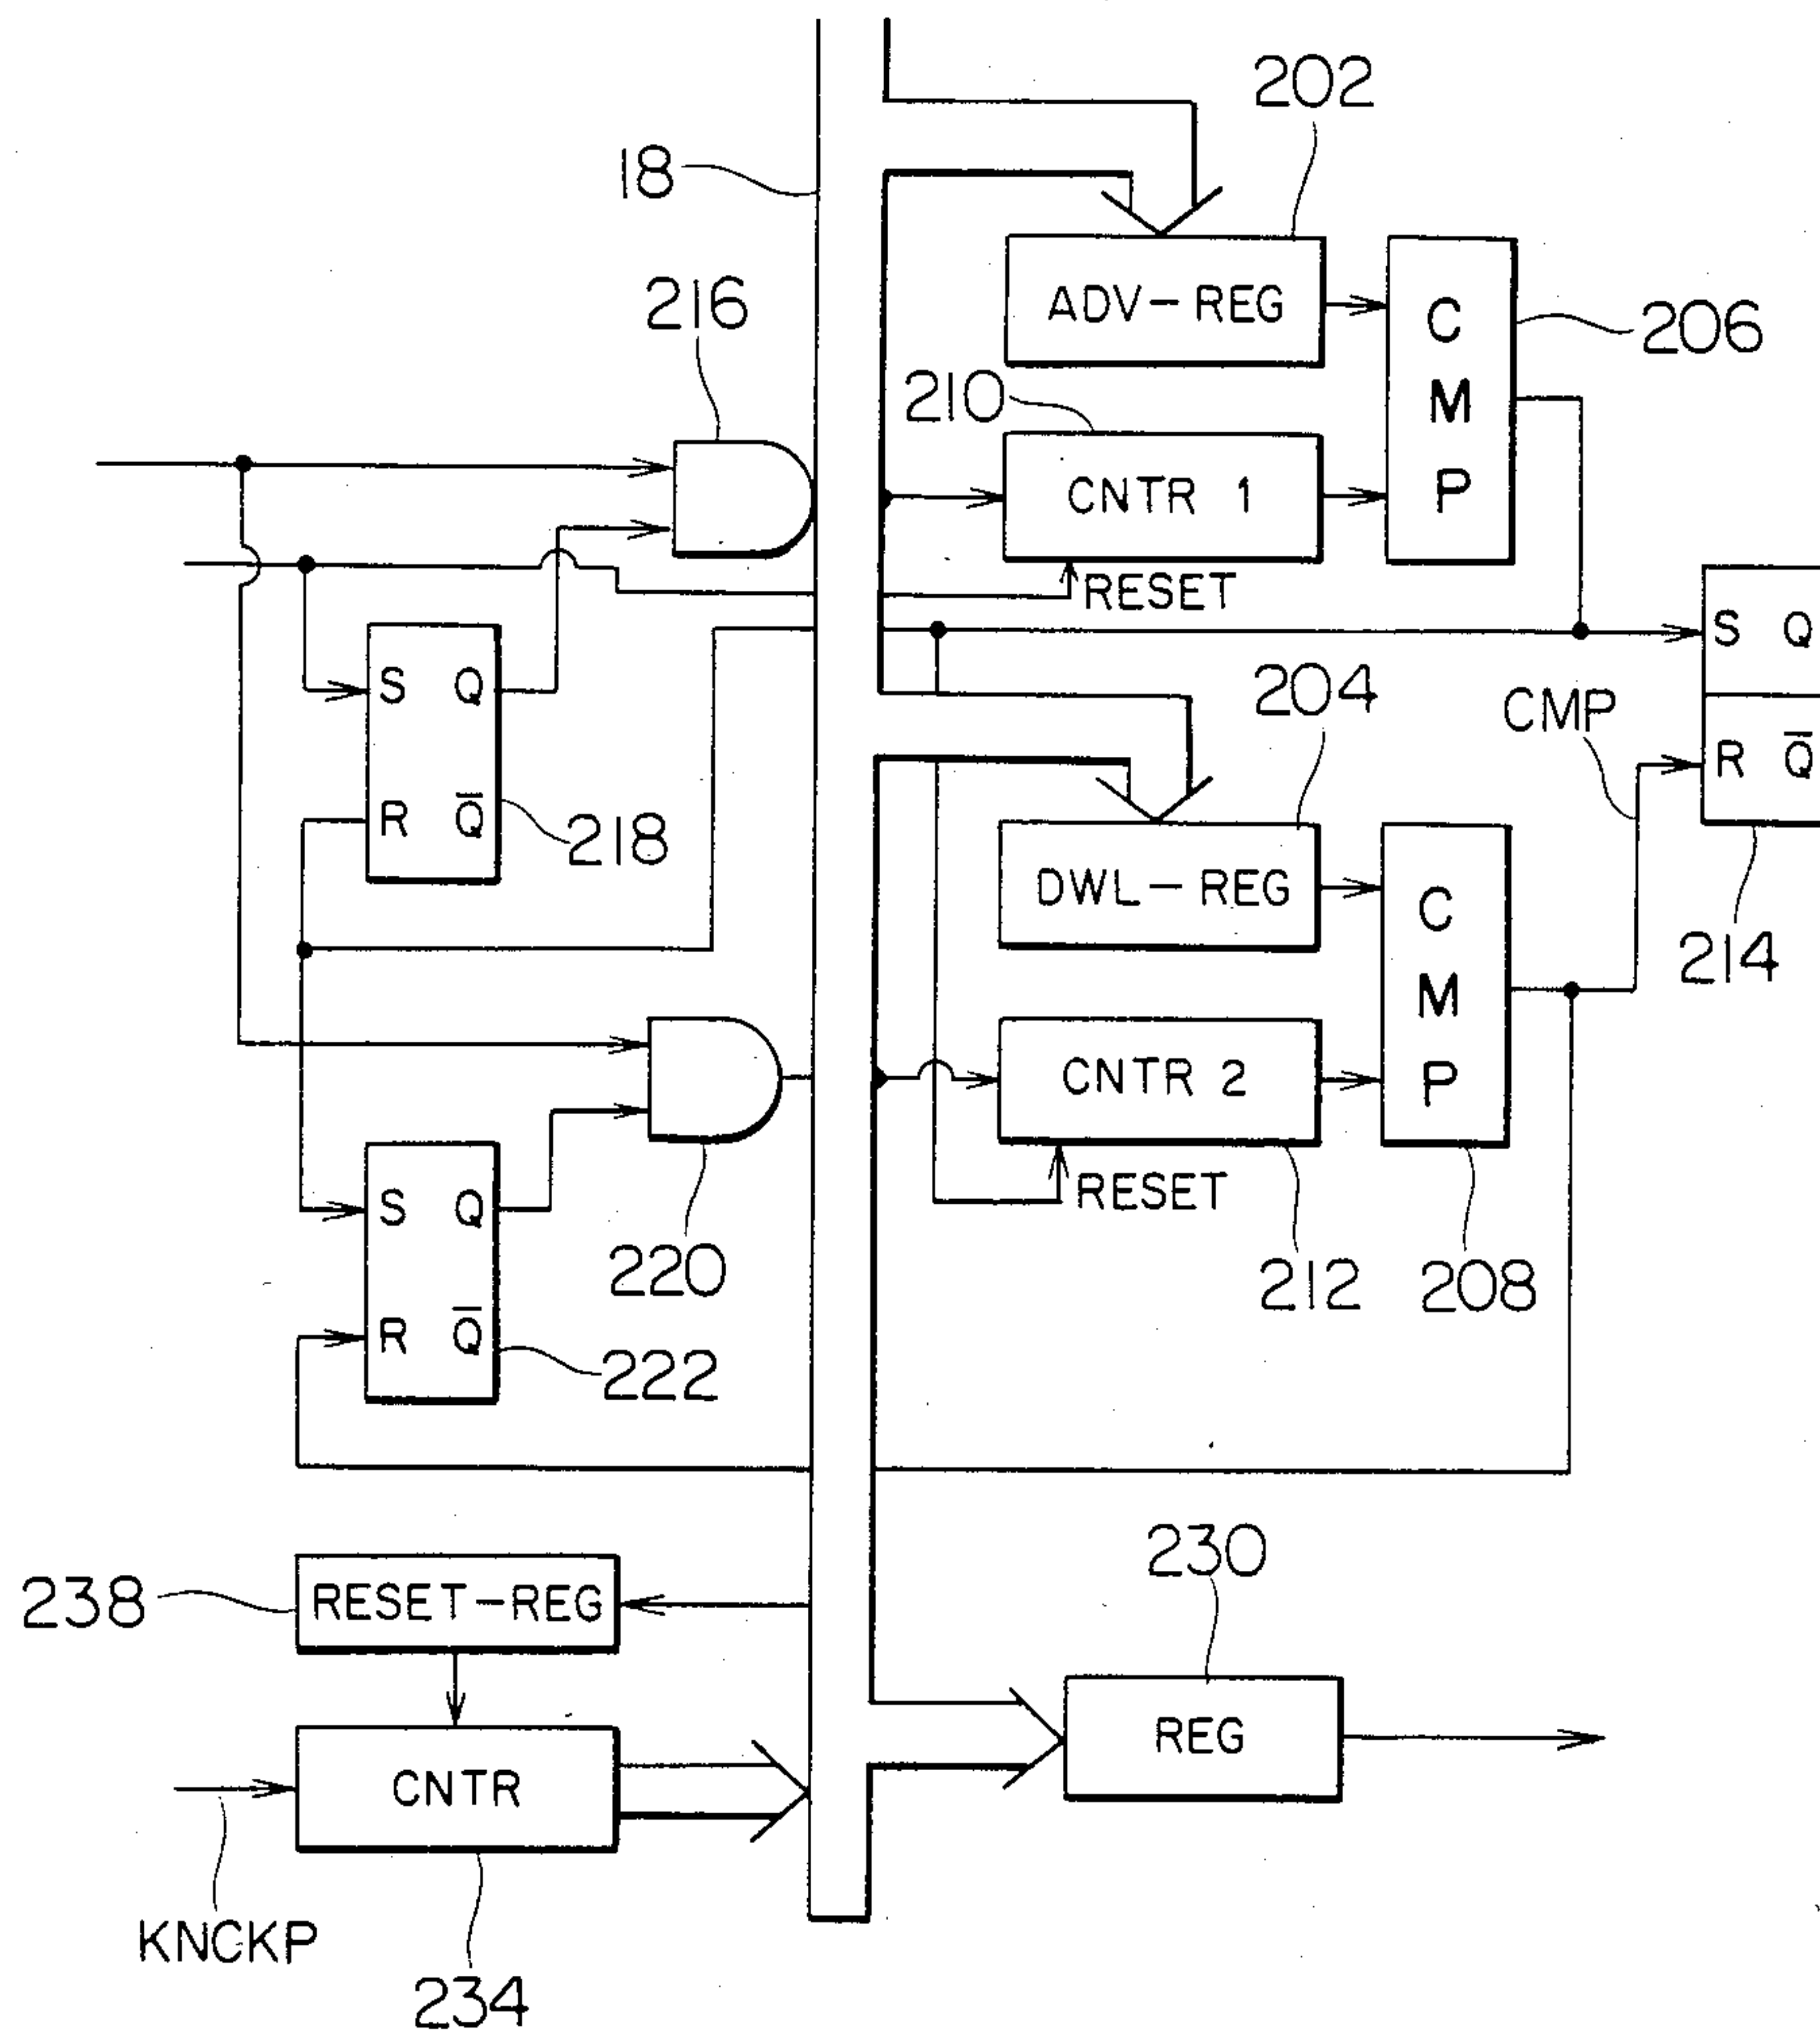 202
18
216
ADV-REG
C
M
P
206
210
CNTR 1
RESET
S Q
R Q̅
214
S Q
R Q̅
218
204
CMP
DWL-REG
C
M
P
CNTR 2
RESET
220
212
208
S Q
R Q̅
222
238
RESET-REG
230
REG
CNTR
KNCKP
234